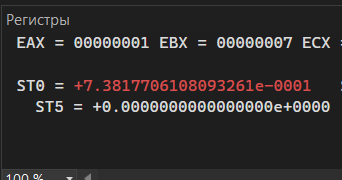 Регистры
EAX = 00000001 EBX = 00000007 ECX =
ST0 = +7.3817706108093261e-0001
ST5 = +0.0000000000000000e+0000
100 %